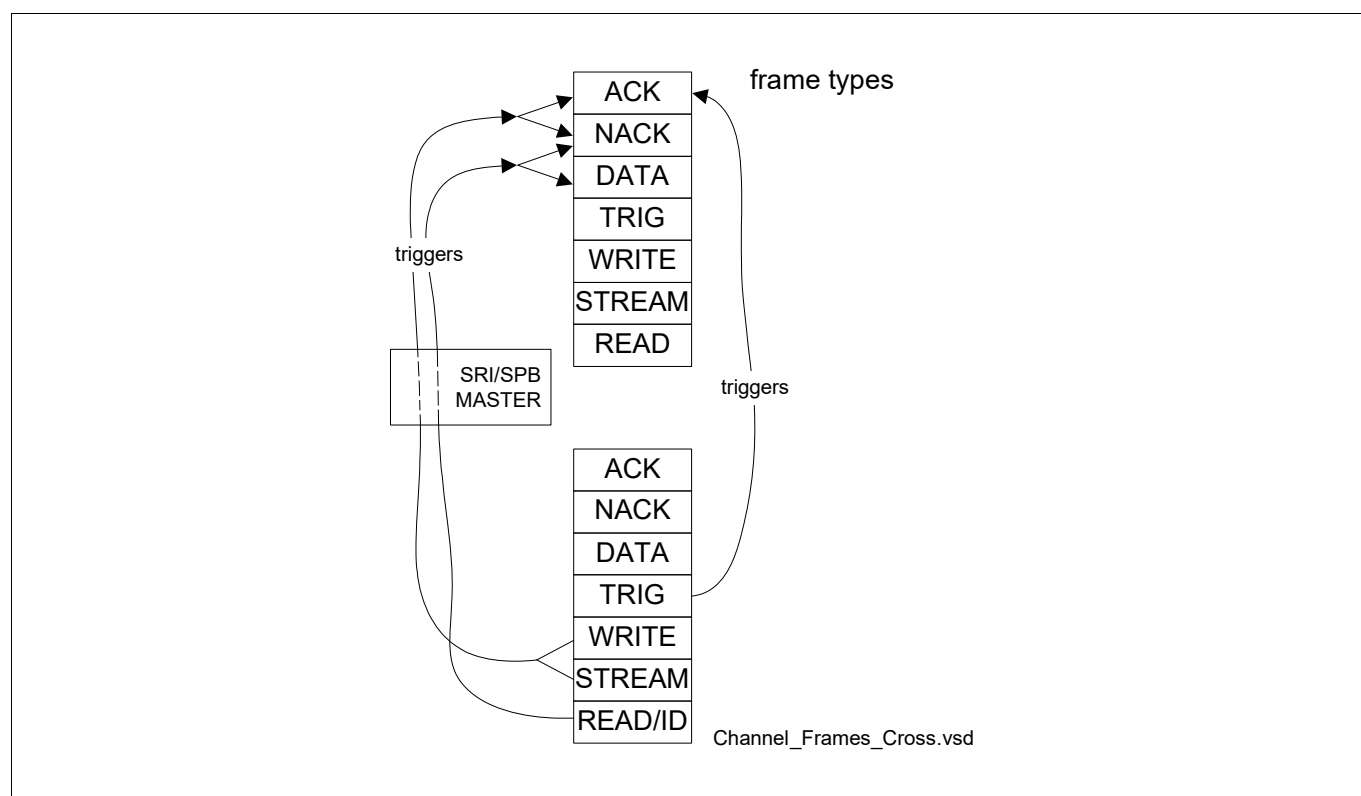 ACK
frame types
NACK
DATA
TRIG
WRITE
STREAM
READ
triggers
SRI/SPB
MASTER
triggers
ACK
NACK
DATA
TRIG
WRITE
STREAM
READ/ID
Channel_Frames_Cross.vsd